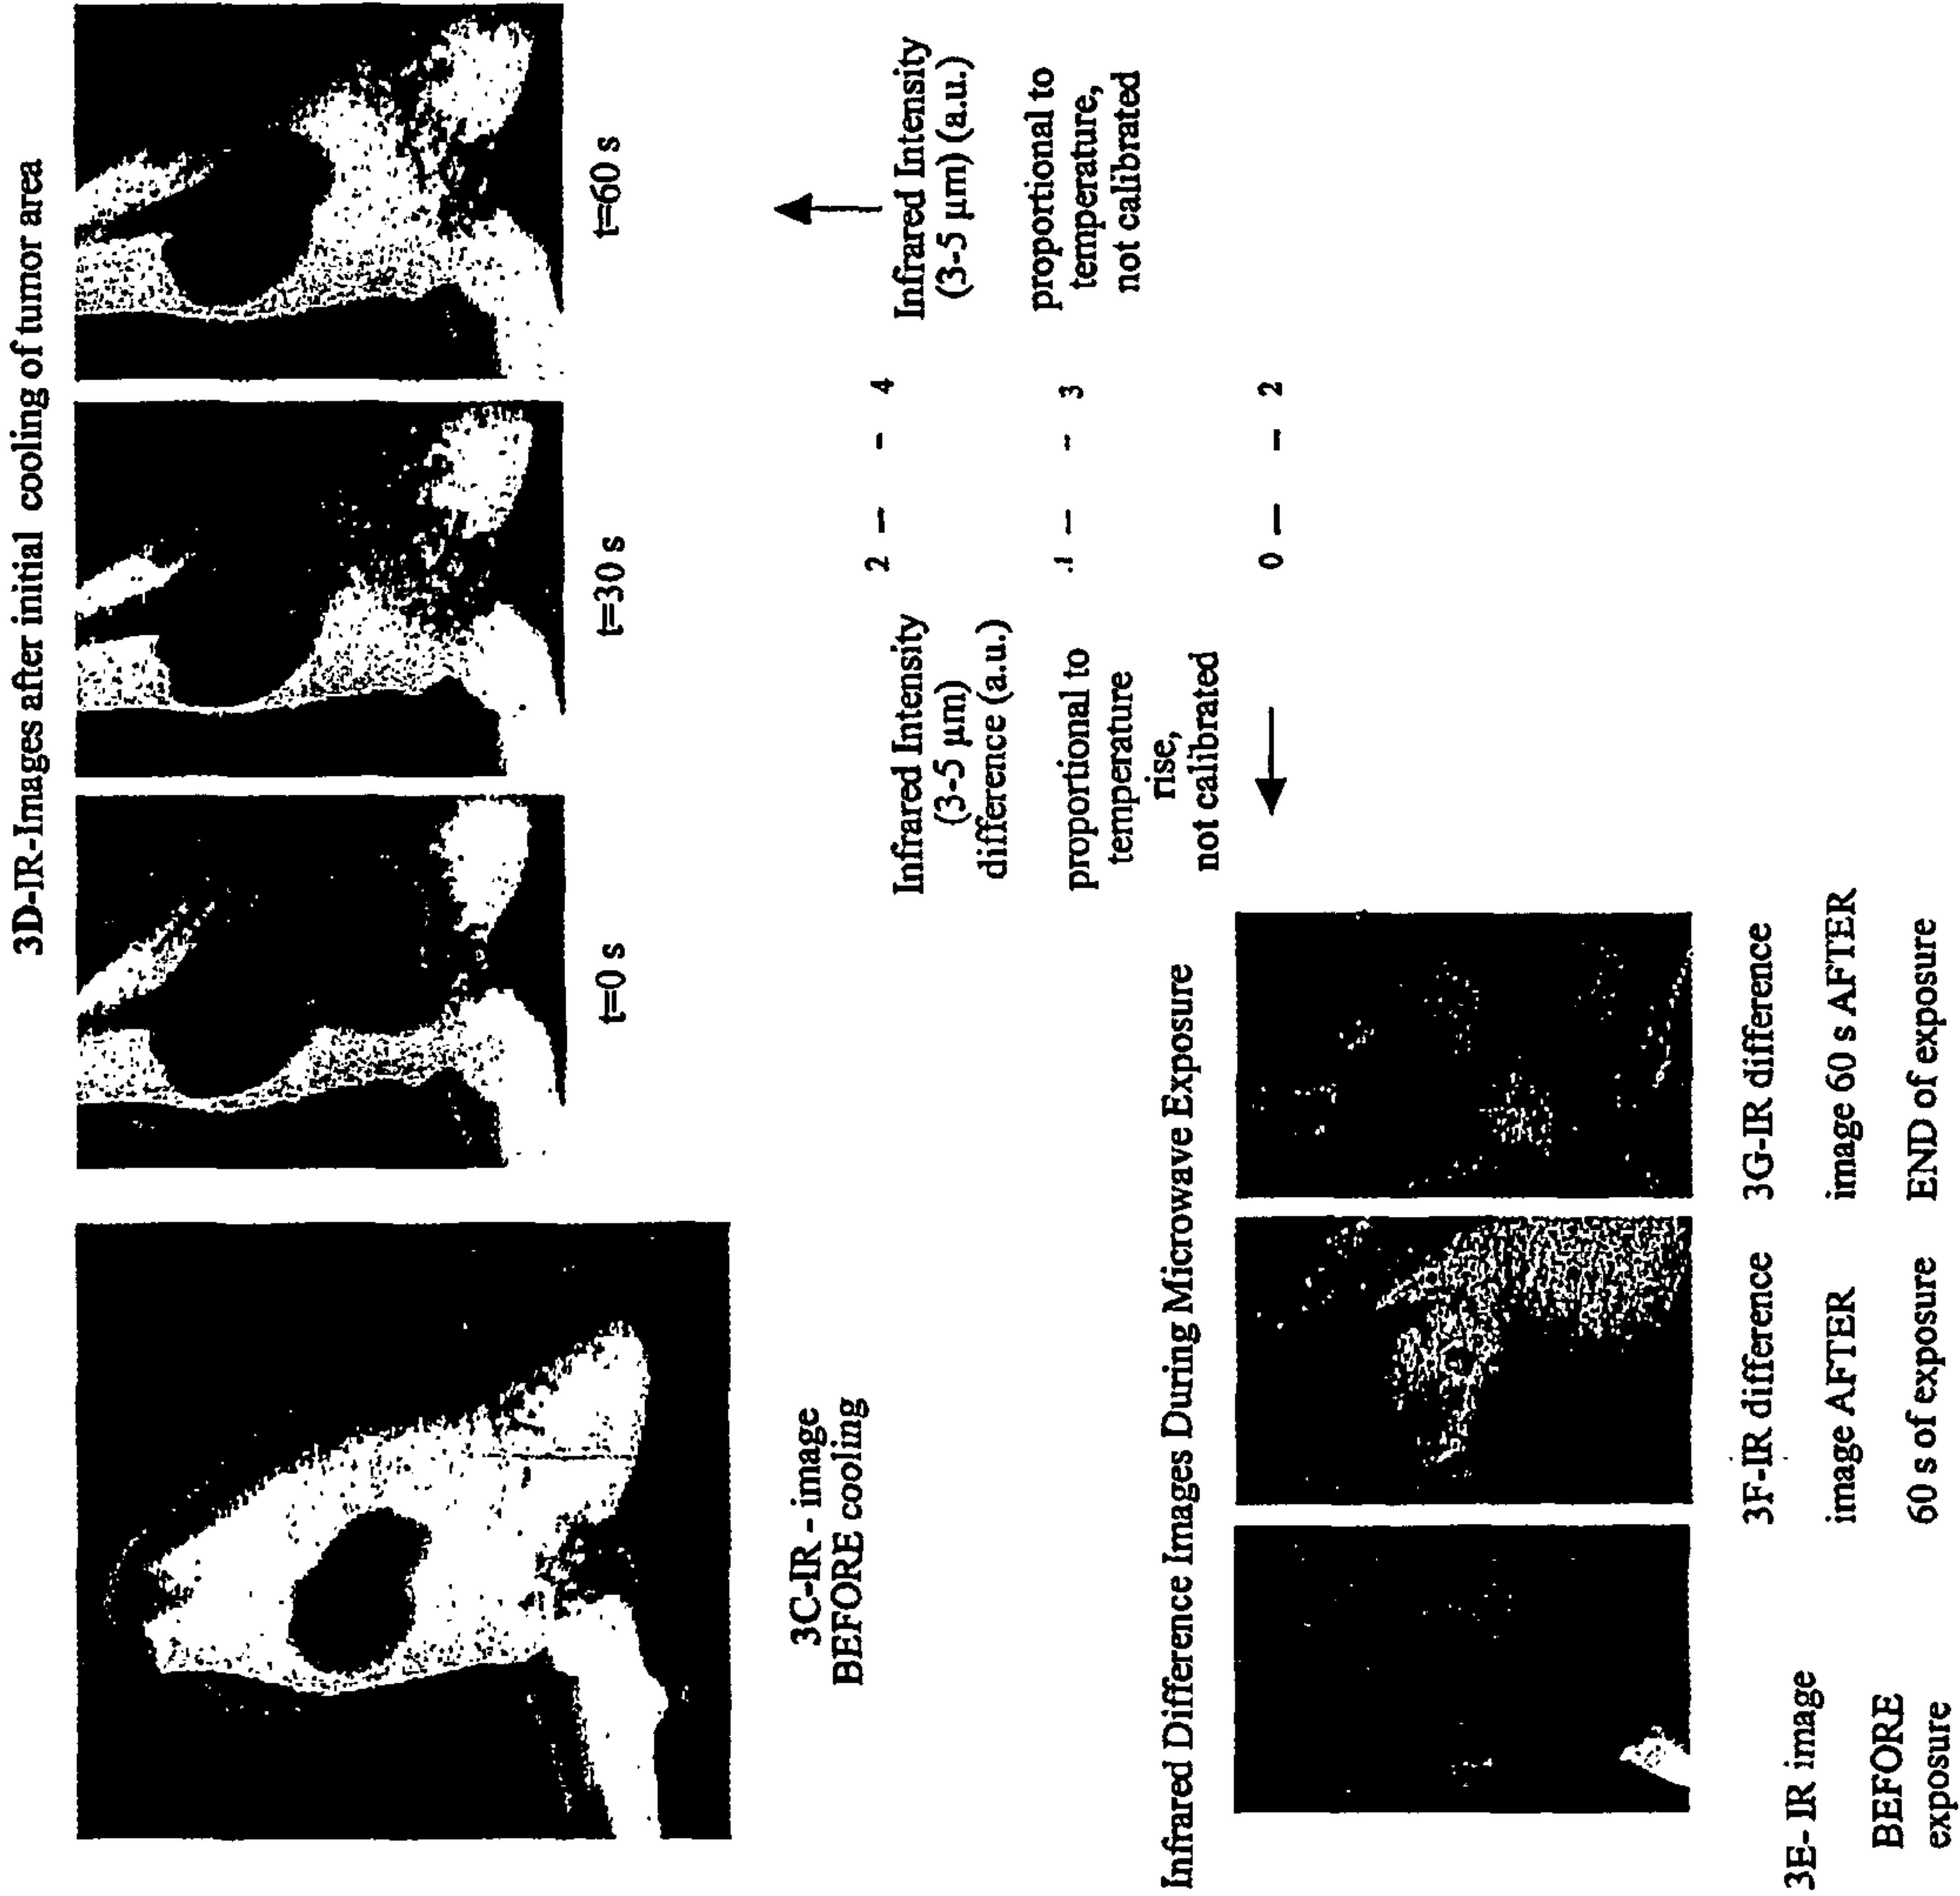 3D-IR-Images after initial cooling of tumor area
t=0 s
t=30 s
t=60 s
3C-IR - image
BEFORE cooling
Infrared Intensity
(3-5 µm)
difference (a.u.)
proportional to
temperature
rise,
not calibrated
2 – - 4
.1 – - 3
0 – - 2
Infrared Intensity
(3-5 µm) (a.u.)
proportional to
temperature,
not calibrated
Infrared Difference Images During Microwave Exposure
3E- IR image
BEFORE
exposure
3F-IR difference
image AFTER
60 s of exposure
3G-IR difference
image 60 s AFTER
END of exposure